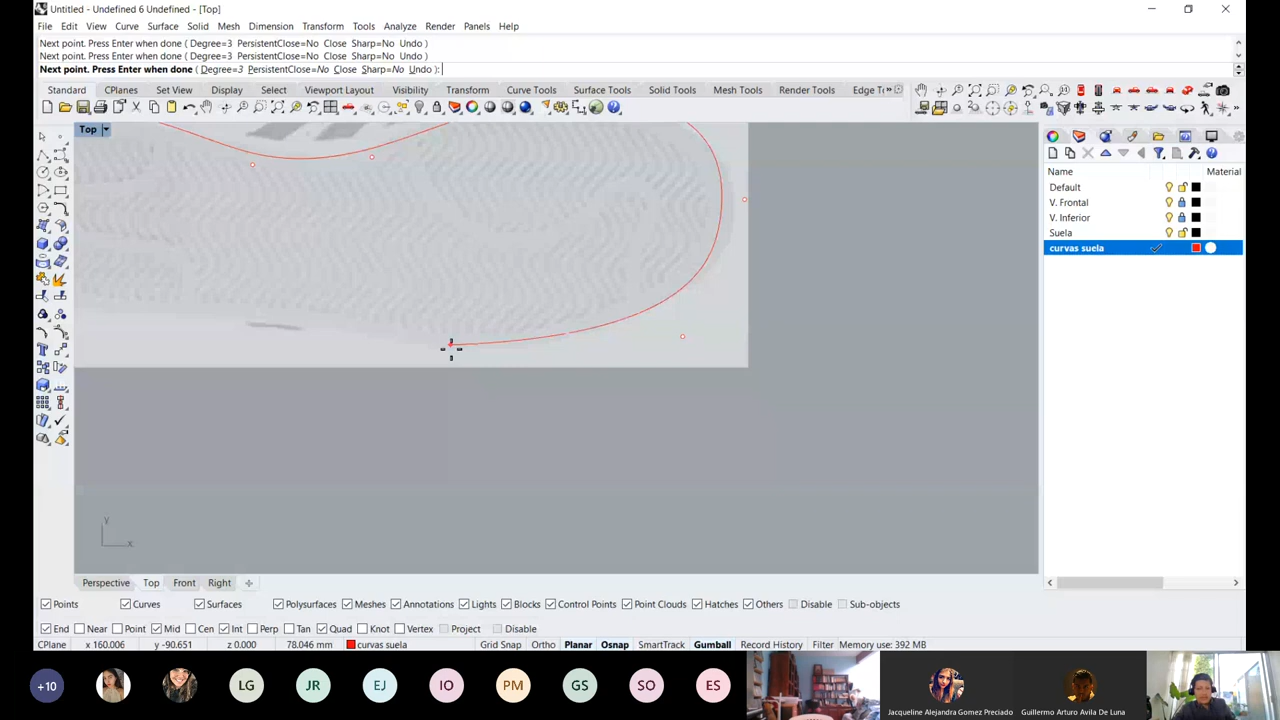 Untitled - Undefined 6 Undefined - [Top]
File Edit View Curve Surface Solid Mesh Dimension Transform Tools Analyze Render Panels Help
Next point. Press Enter when done ( Degree=3 PersistentClose=No Close Sharp=No Undo )
Next point. Press Enter when done ( Degree=3 PersistentClose=No Close Sharp=No Undo )
Next point. Press Enter when done ( Degree=3 PersistentClose=No Close Sharp=No Undo ):
Standard CPlanes Set View Display Select Viewport Layout Visibility Transform Curve Tools Surface Tools Solid Tools Mesh Tools Render Tools Edge Tc
Top
Name Material
Default
V. Frontal
V. Inferior
Suela
curvas suela
y
x
Perspective Top Front Right
Points Curves Surfaces Polysurfaces Meshes Annotations Lights Blocks Control Points Point Clouds Hatches Others Disable Sub-objects
End Near Point Mid Cen Int Perp Tan Quad Knot Vertex Project Disable
CPlane x 160.006 y -90.651 z 0.000 78.046 mm curvas suela Grid Snap Ortho Planar Osnap SmartTrack Gumball Record History Filter Memory use: 392 MB
+10 LG JR EJ IO PM GS SO ES
Jacqueline Alejandra Gomez Preciado Guillermo Arturo Avila De Luna